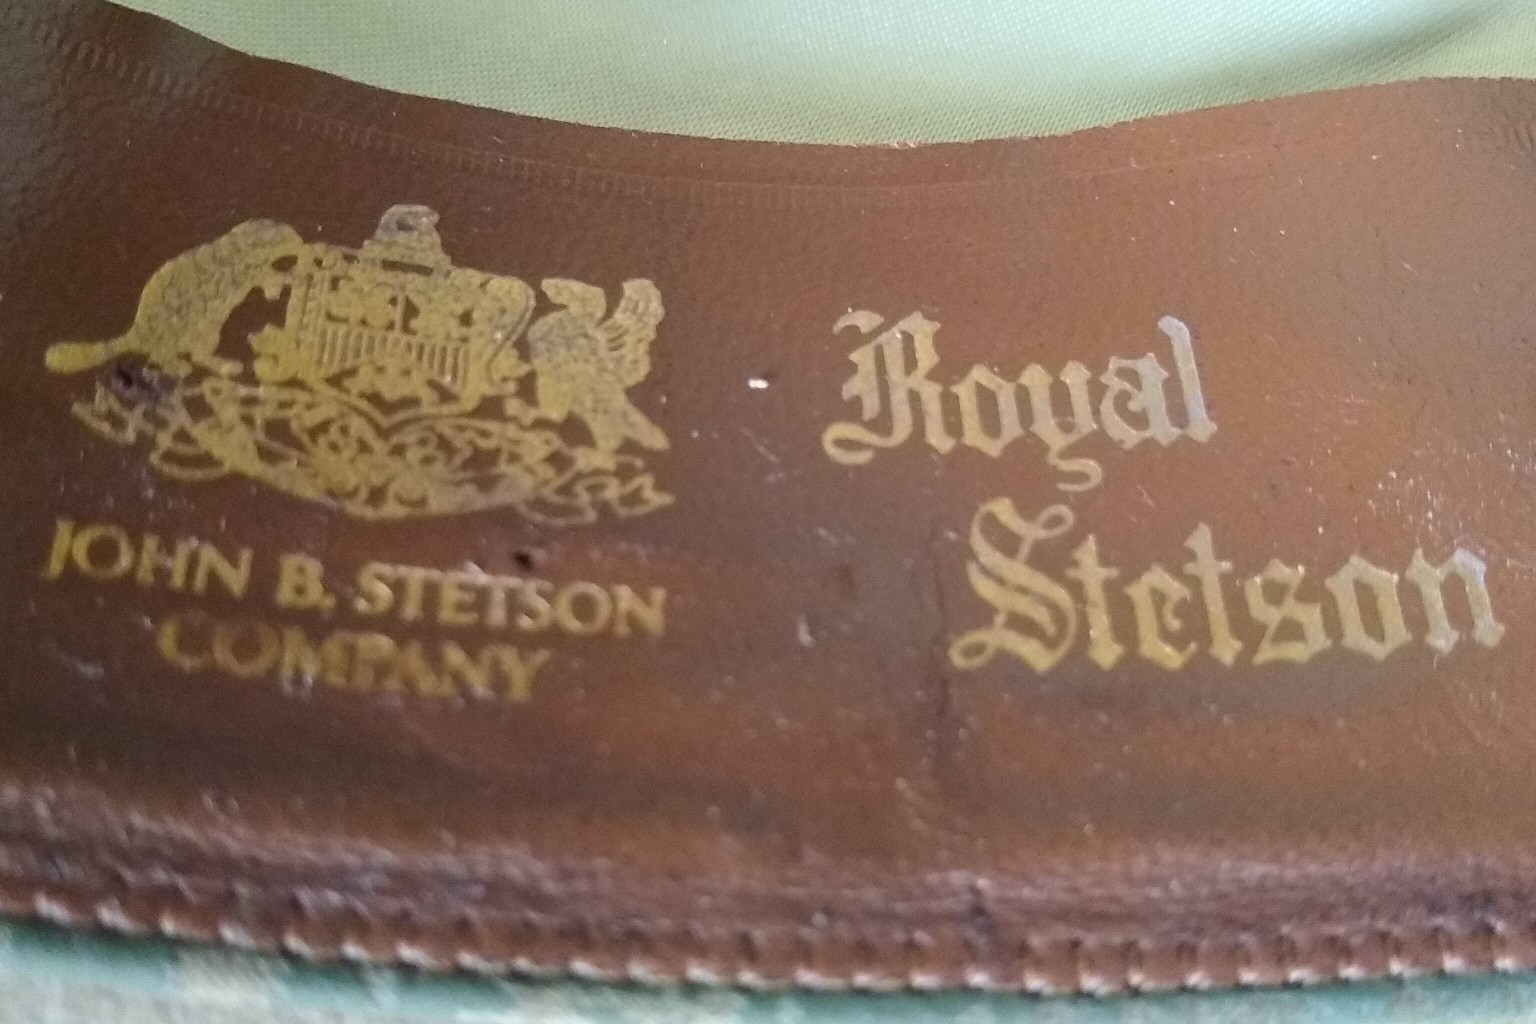 JOHN B. STETSON
COMPANY
Royal
Stetson